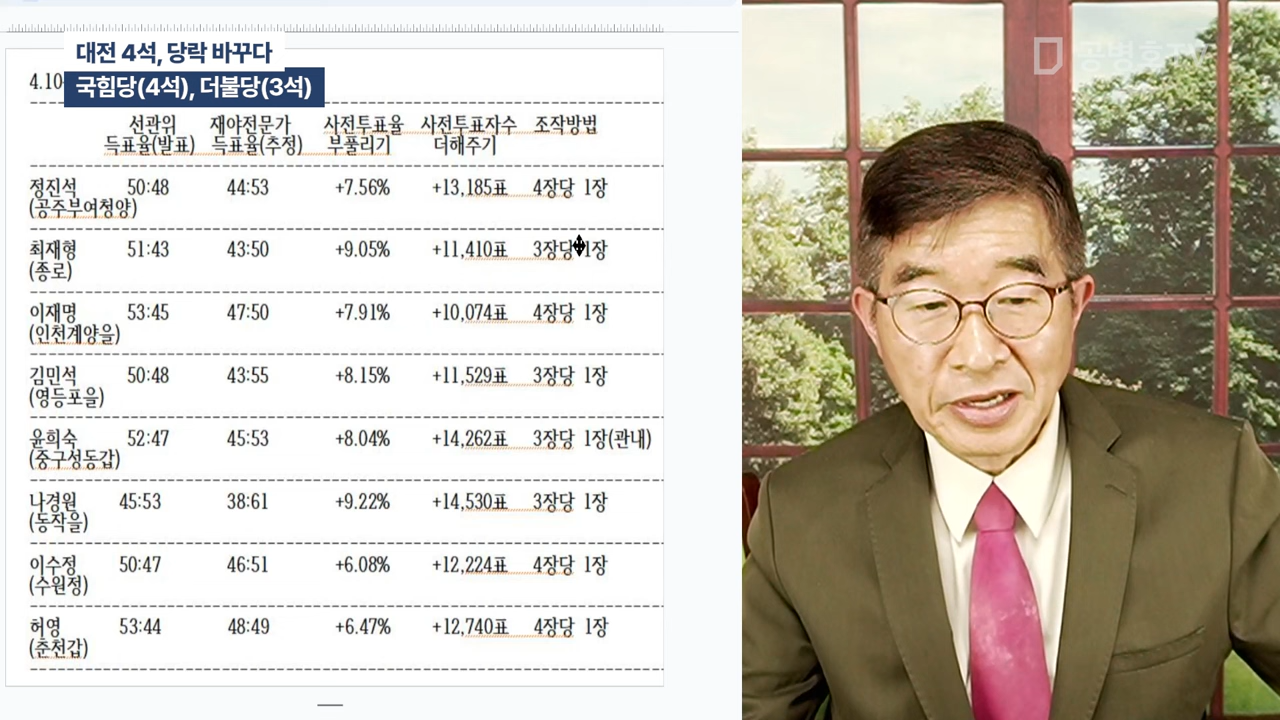 대전 4석, 당락 바꾸다
국힘당(4석), 더불당(3석)
공병호TV
4.10
선관위 재야전문가 사전투표율 사전투표자수 조작방법
득표율(발표) 득표율(추정) 부풀리기 더해주기
정진석 50:48 44:53 +7.56% +13,185표 4장당 1장
(공주부여청양)
최재형 51:43 43:50 +9.05% +11,410표 3장당 1장
(종로)
이재명 53:45 47:50 +7.91% +10,074표 4장당 1장
(인천계양을)
김민석 50:48 43:55 +8.15% +11,529표 3장당 1장
(영등포을)
윤희숙 52:47 45:53 +8.04% +14,262표 3장당 1장(관내)
(중구성동갑)
나경원 45:53 38:61 +9.22% +14,530표 3장당 1장
(동작을)
이수정 50:47 46:51 +6.08% +12,224표 4장당 1장
(수원정)
허영 53:44 48:49 +6.47% +12,740표 4장당 1장
(춘천갑)